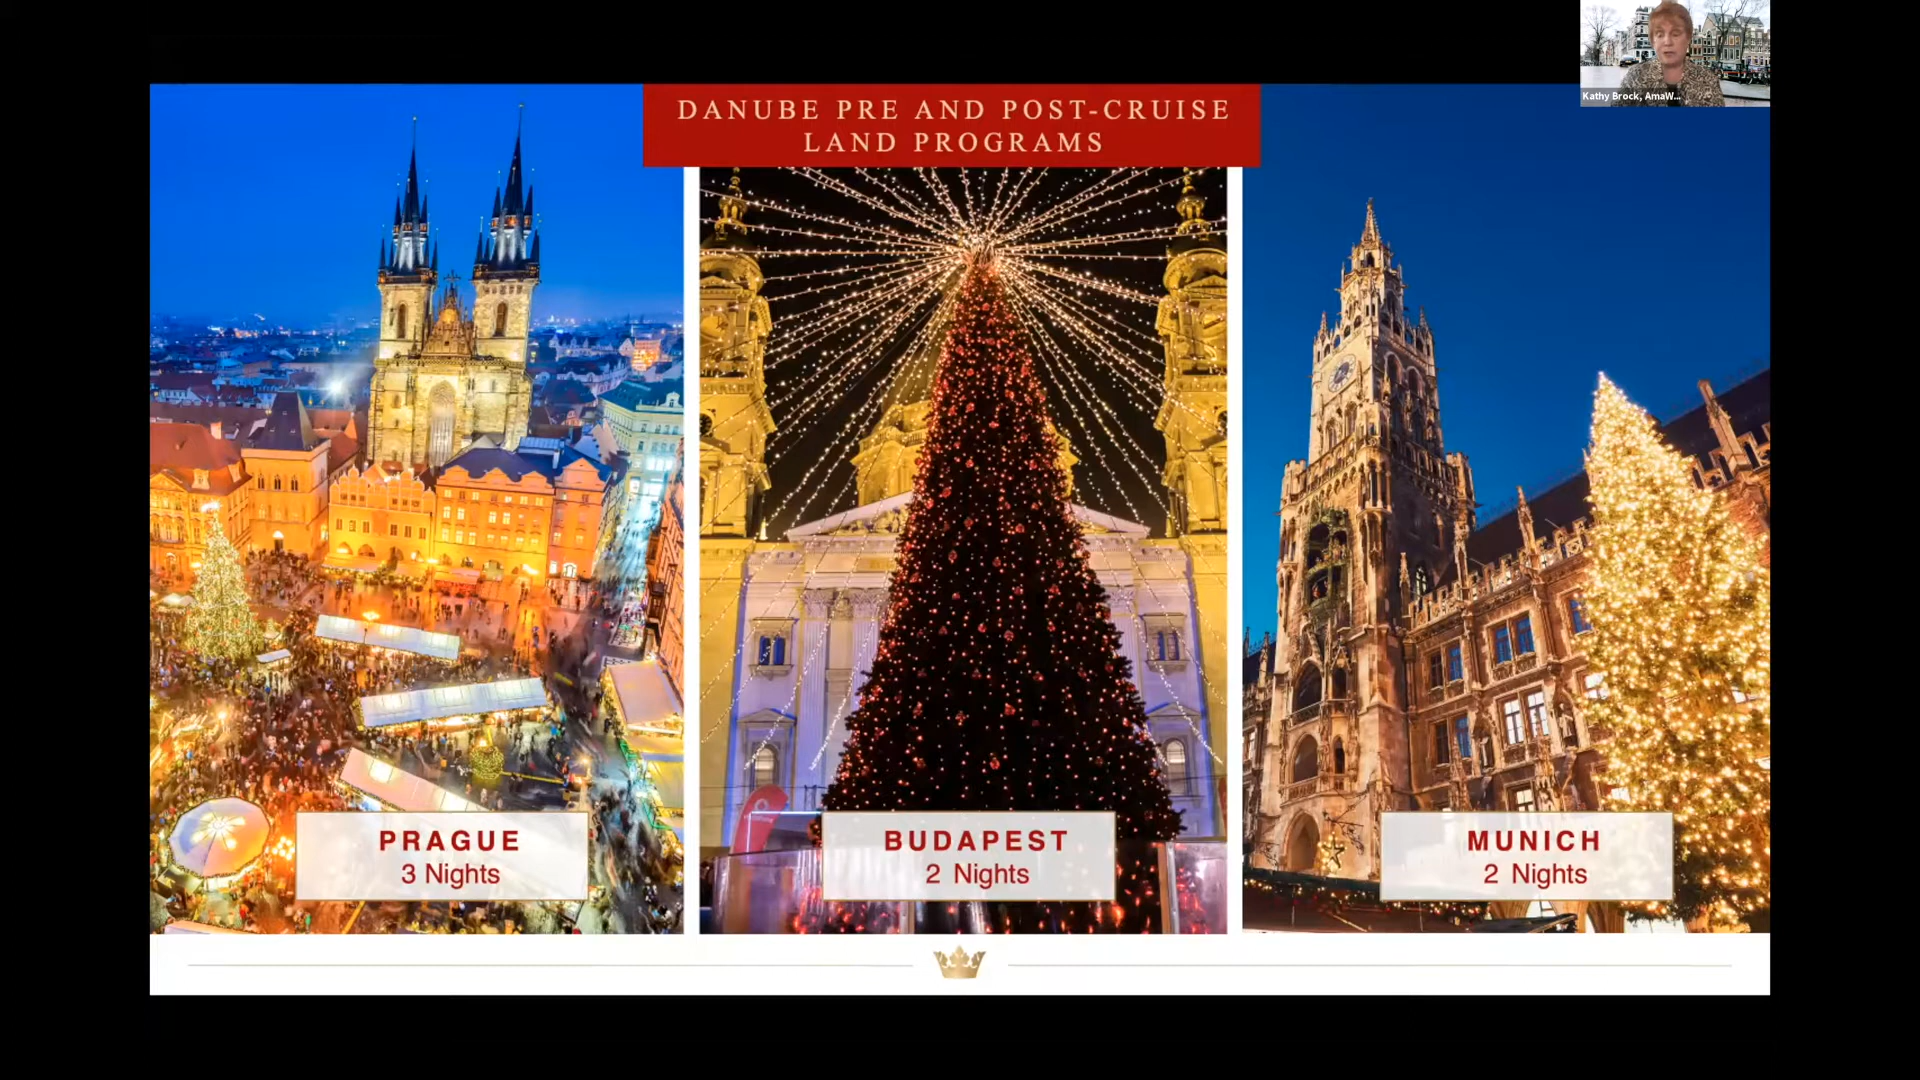 Kathy Brock, AmaW...
DANUBE PRE AND POST-CRUISE
LAND PROGRAMS
PRAGUE
3 Nights
BUDAPEST
2 Nights
MUNICH
2 Nights